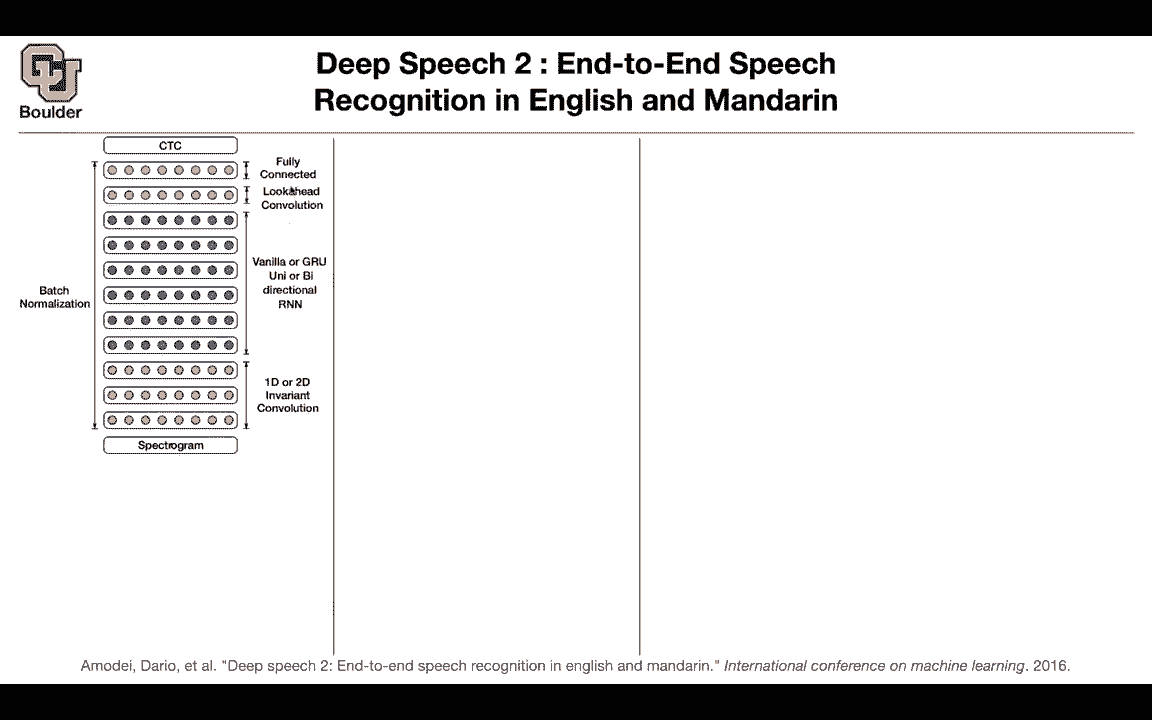 Boulder
Deep Speech 2 : End-to-End Speech
Recognition in English and Mandarin
CTC
Fully
Connected
Lookahead
Convolution
Vanilla or GRU
Uni or Bi
directional
RNN
Batch
Normalization
1D or 2D
Invariant
Convolution
Spectrogram
Amodei, Dario, et al. "Deep speech 2: End-to-end speech recognition in english and mandarin." International conference on machine learning. 2016.